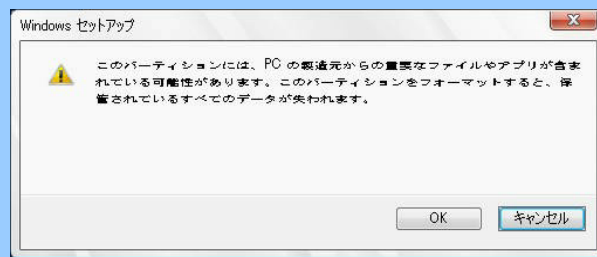 Windows セットアップ
このパーティションには、PC の製造元からの重要なファイルやアプリが含ま
れている可能性があります。このパーティションをフォーマットすると、保
管されているすべてのデータが失われます。
OK
キャンセル